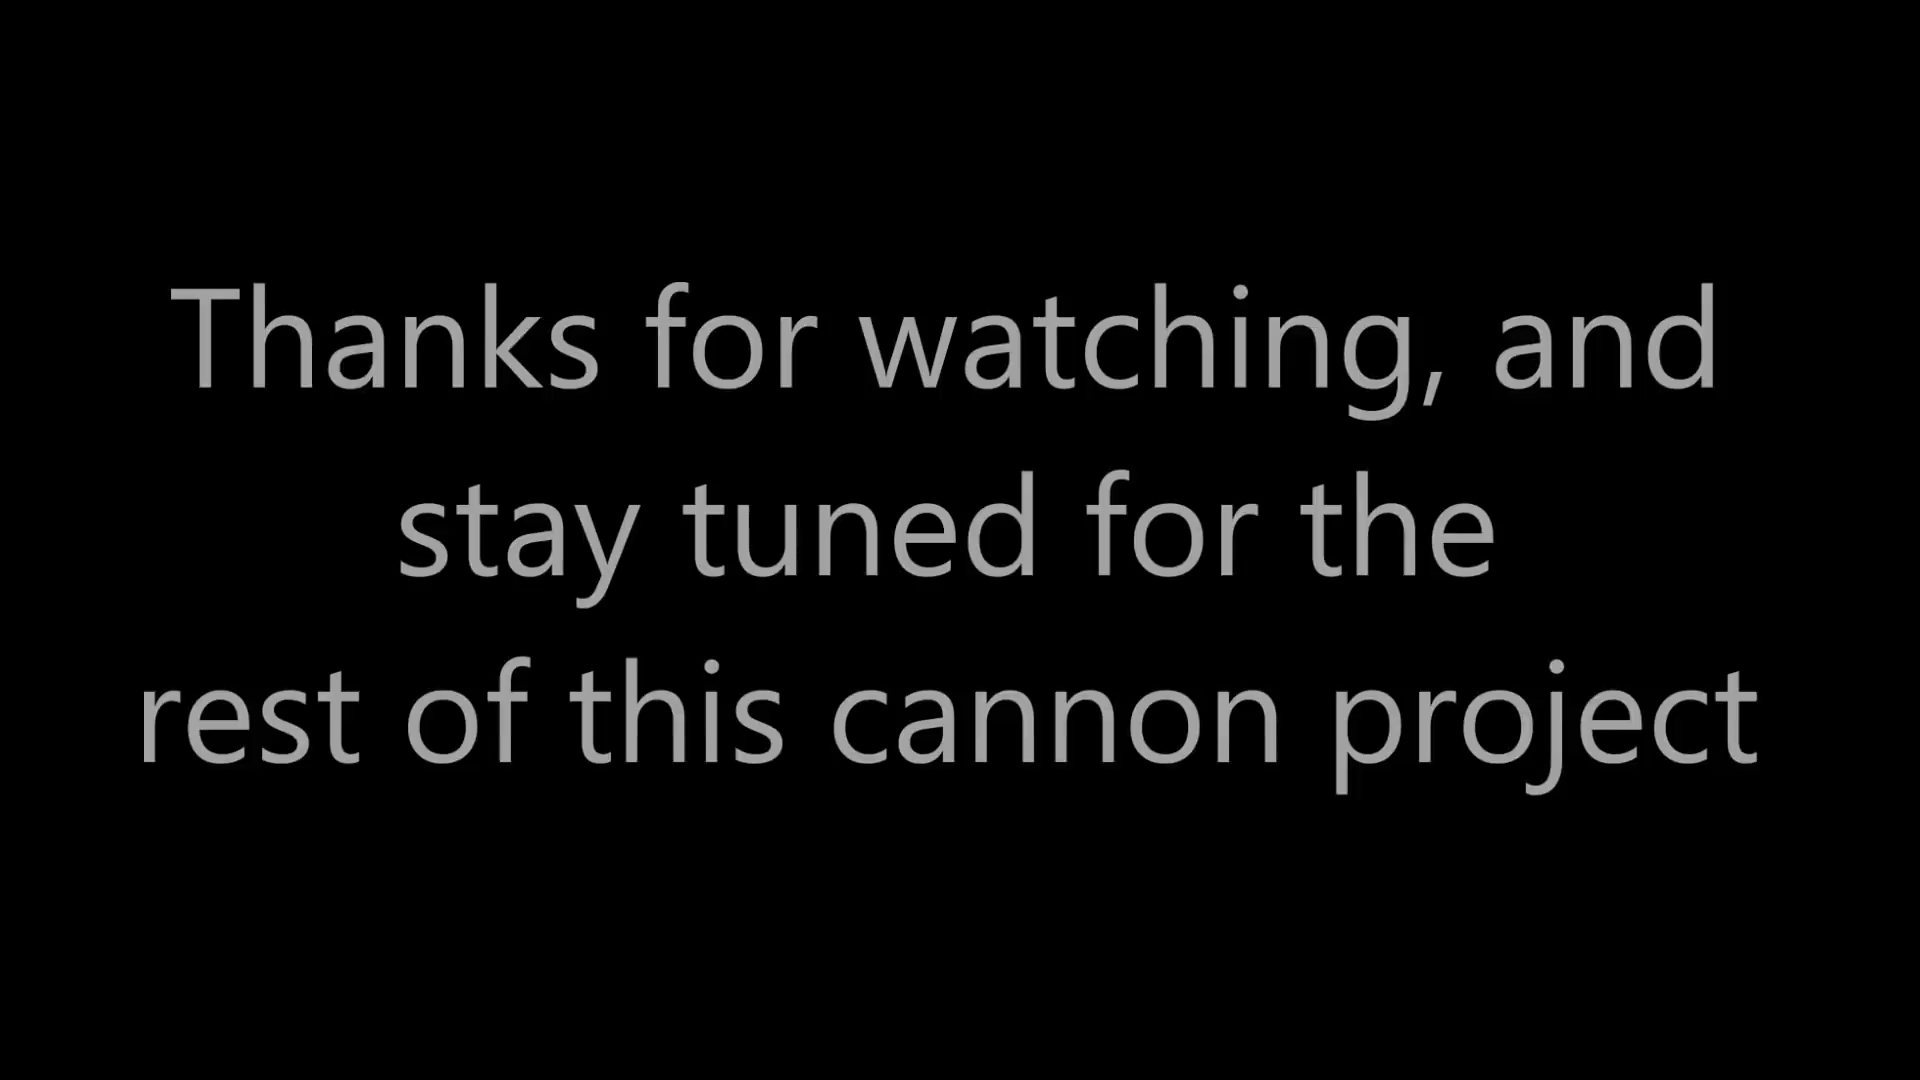 Thanks for watching, and
stay tuned for the
rest of this cannon project